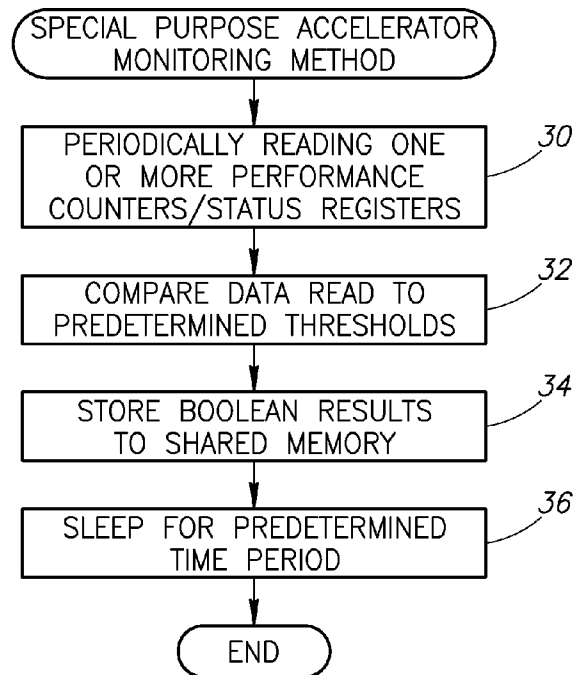 SPECIAL PURPOSE ACCELERATOR
MONITORING METHOD
PERIODICALLY READING ONE
OR MORE PERFORMANCE
COUNTERS/STATUS REGISTERS
30
COMPARE DATA READ TO
PREDETERMINED THRESHOLDS
32
STORE BOOLEAN RESULTS
TO SHARED MEMORY
34
SLEEP FOR PREDETERMINED
TIME PERIOD
36
END